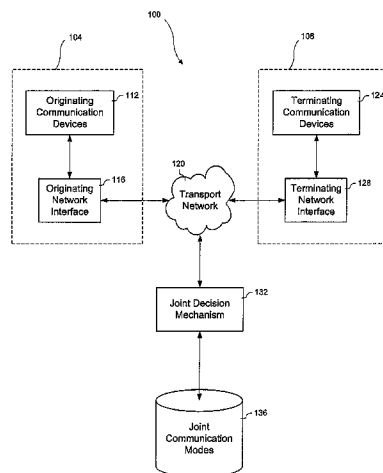 100
104
108
Originating
Communication
Devices
112
Terminating
Communication
Devices
124
120
Transport
Network
Originating
Network
Interface
116
Terminating
Network
Interface
128
Joint Decision
Mechanism
132
Joint
Communication
Modes
136